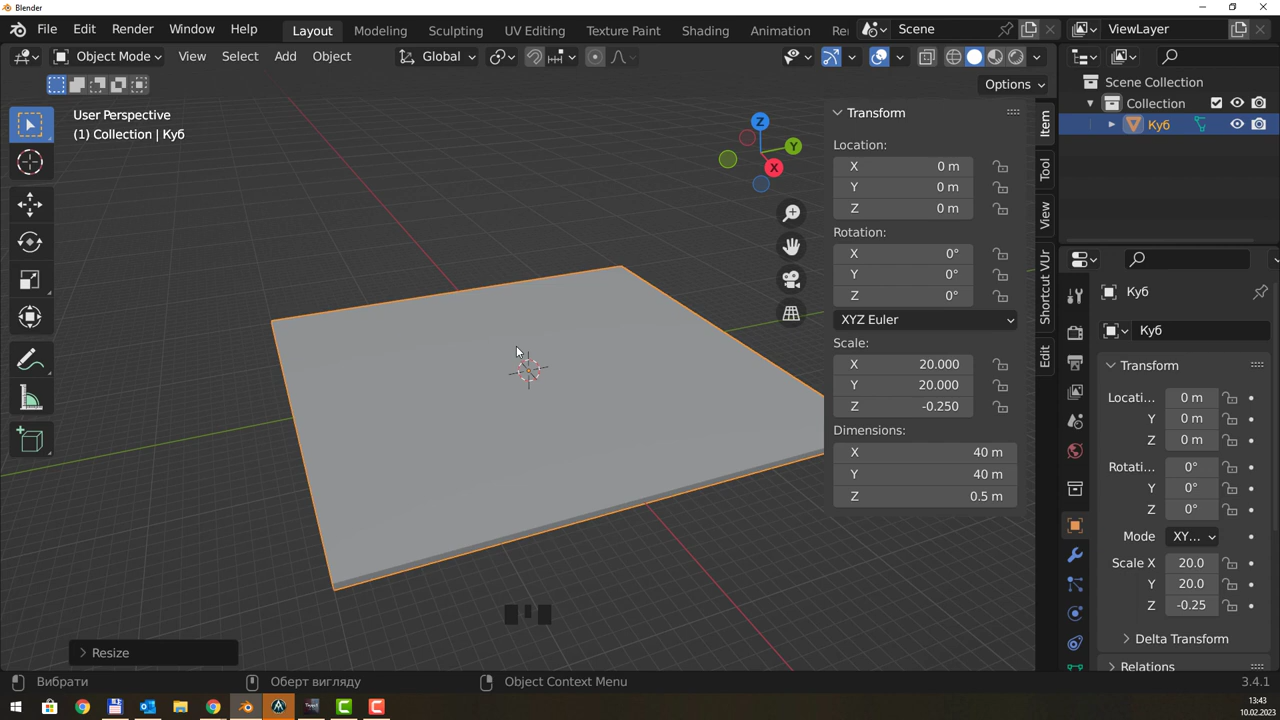 Blender
File Edit Render Window Help Layout Modeling Sculpting UV Editing Texture Paint Shading Animation Re Scene ViewLayer
Object Mode View Select Add Object Global
Options
User Perspective
(1) Collection | Куб
Z
Y
X
Transform
Location:
X 0 m
Y 0 m
Z 0 m
Rotation:
X 0°
Y 0°
Z 0°
XYZ Euler
Scale:
X 20.000
Y 20.000
Z -0.250
Dimensions:
X 40 m
Y 40 m
Z 0.5 m
Item
Tool
View
Shortcut VUr
Edit
Scene Collection
Collection
Куб
Куб
Куб
Transform
Locati... 0 m
Y 0 m
Z 0 m
Rotati... 0°
Y 0°
Z 0°
Mode XY...
Scale X 20.0
Y 20.0
Z -0.25
Delta Transform
Relations
Resize
Вибрати Оберт вигляду Object Context Menu 3.4.1
13:43
10.02.2023